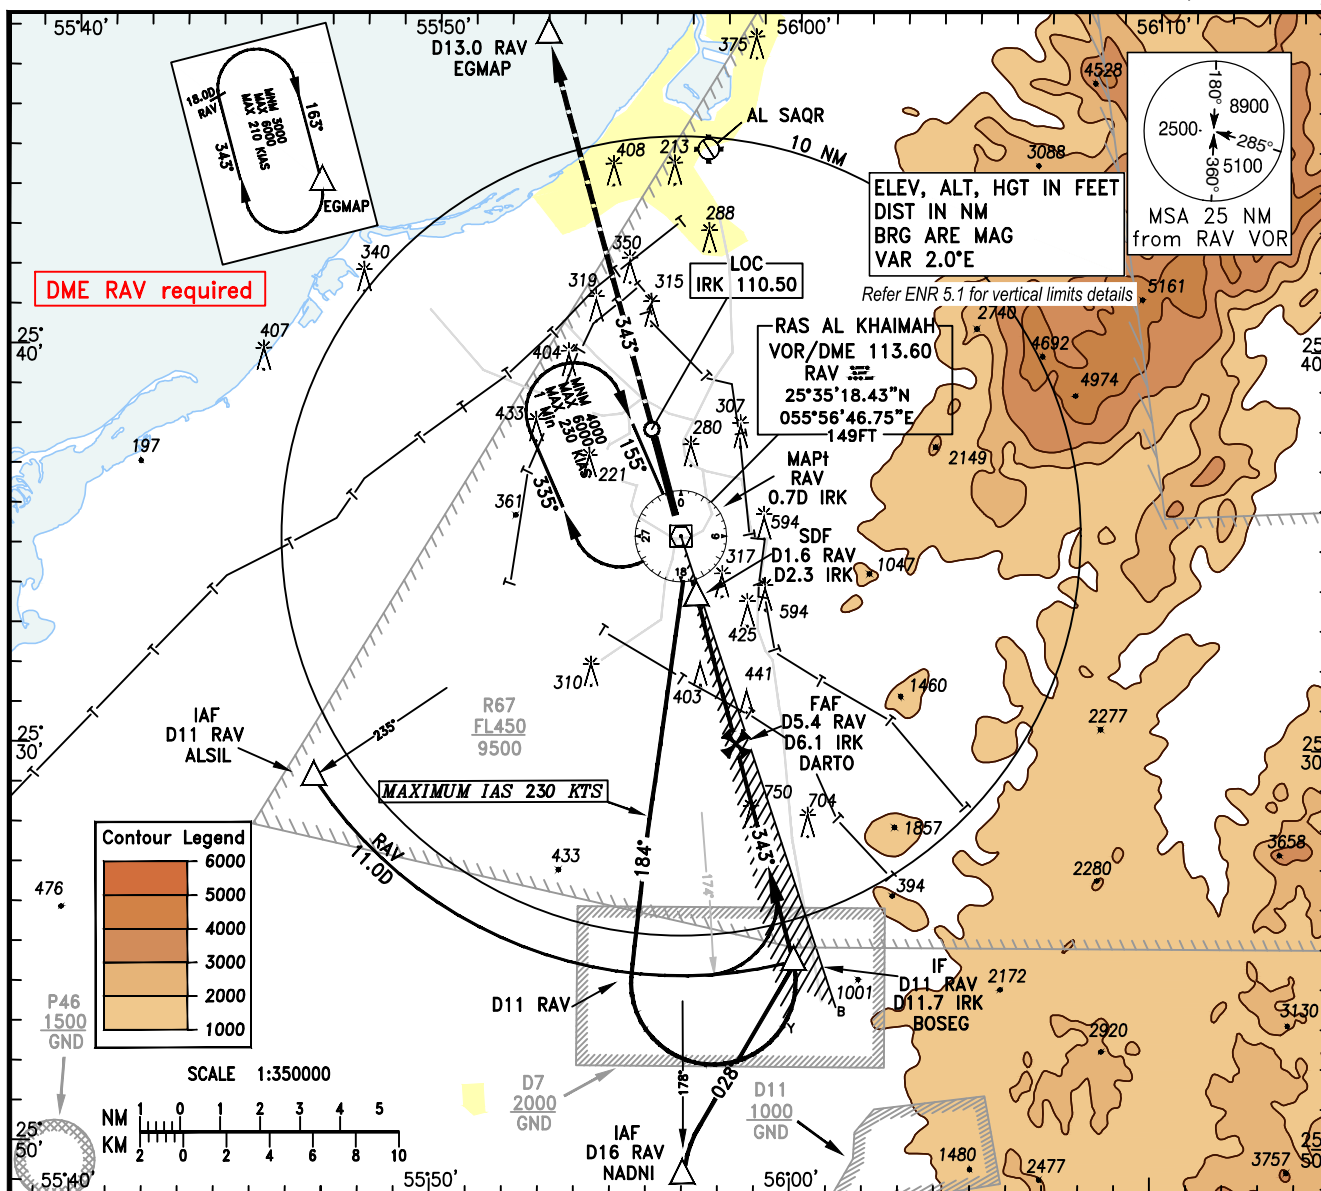 55°40'
55°50'
56°00'
56°10'
D13.0 RAV
EGMAP
375
4528
18.0D
RAV
MNM 3000
MAX 6000
MAX 210 KIAS
163°
343°
EGMAP
AL SAQR
10 NM
408
213
3088
180°
8900
2500
285°
5100
360°
MSA 25 NM
from RAV VOR
ELEV, ALT, HGT IN FEET
DIST IN NM
BRG ARE MAG
VAR 2.0°E
288
350
340
319
315
LOC
IRK 110.50
DME RAV required
Refer ENR 5.1 for vertical limits details
5161
2740
407
25°
40'
343°
RAS AL KHAIMAH
VOR/DME 113.60
RAV
25°35'18.43"N
055°56'46.75"E
149FT
4692
4974
25
40
404
MNM 4000
MAX 6000
MAX 230 KIAS
1 Min
155°
335°
433
221
307
280
197
361
2149
MAPt
RAV
0.7D IRK
594
0
27
9
18
317
SDF
D1.6 RAV
D2.3 IRK
1047
594
425
310
403
441
1460
R67
FL450
9500
IAF
D11 RAV
ALSIL
235°
FAF
D5.4 RAV
D6.1 IRK
DARTO
2277
25°
30'
25
30
MAXIMUM IAS 230 KTS
750
704
1857
343°
184°
174°
RAV
11.0D
Contour Legend
6000
5000
4000
3000
2000
1000
433
476
394
3658
2280
D11 RAV
1001
B
Y
IF
D11 RAV
D11.7 IRK
BOSEG
2172
3130
2920
P46
1500
GND
SCALE 1:350000
NM
1 0 1 2 3 4 5
KM
2 0 2 4 6 8 10
D7
2000
GND
178°
028°
D11
1000
GND
IAF
D16 RAV
NADNI
25°
50'
25
50
1480
2477
3757
55°40'
55°50'
56°00'